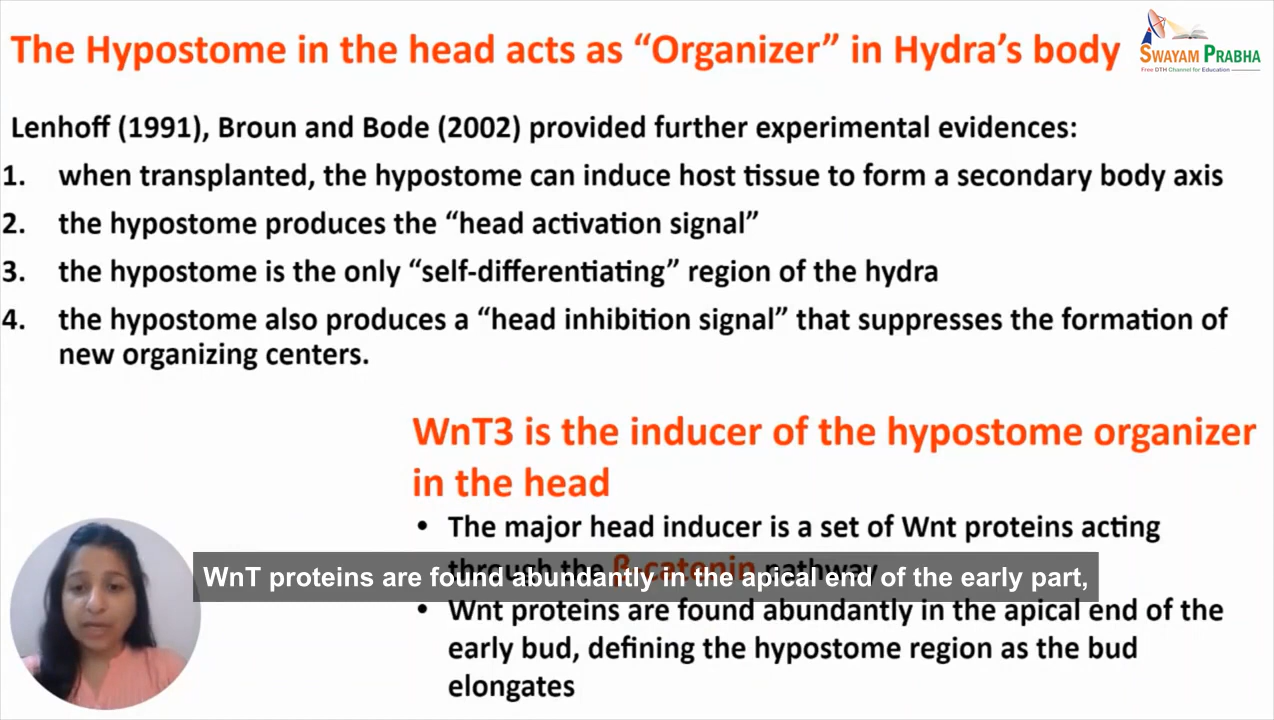 The Hypostome in the head acts as “Organizer” in Hydra’s body
SWAYAM PRABHA
Free DTH Channel for Education
Lenhoff (1991), Broun and Bode (2002) provided further experimental evidences:
1. when transplanted, the hypostome can induce host tissue to form a secondary body axis
2. the hypostome produces the “head activation signal”
3. the hypostome is the only “self-differentiating” region of the hydra
4. the hypostome also produces a “head inhibition signal” that suppresses the formation of
new organizing centers.
WnT3 is the inducer of the hypostome organizer
in the head
• The major head inducer is a set of Wnt proteins acting
through the β-catenin pathway
WnT proteins are found abundantly in the apical end of the early part,
• Wnt proteins are found abundantly in the apical end of the
early bud, defining the hypostome region as the bud
elongates